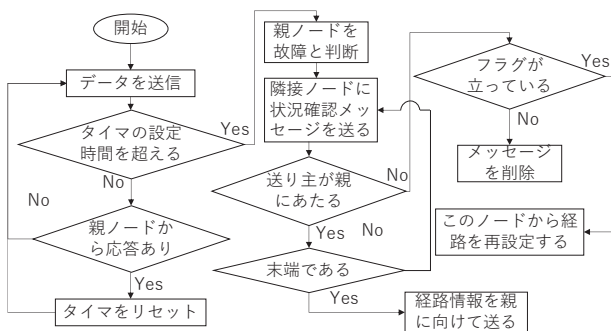 開始
データを送信
タイマの設定
時間を超える
Yes
No
No
親ノードか
ら応答あり
Yes
タイマをリセット
親ノードを
故障と判断
隣接ノードに
状況確認メッ
セージを送る
送り主が親
にあたる
No
Yes
No
末端である
Yes
経路情報を親
に向けて送る
フラグが
立っている
Yes
No
メッセージ
を削除
このノードから経
路を再設定する